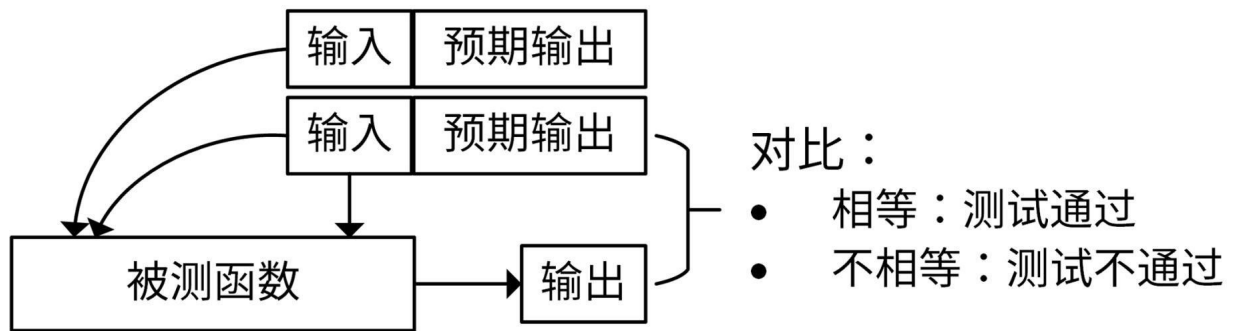 输入 预期输出
输入 预期输出
对比：
• 相等：测试通过
• 不相等：测试不通过
被测函数 输出